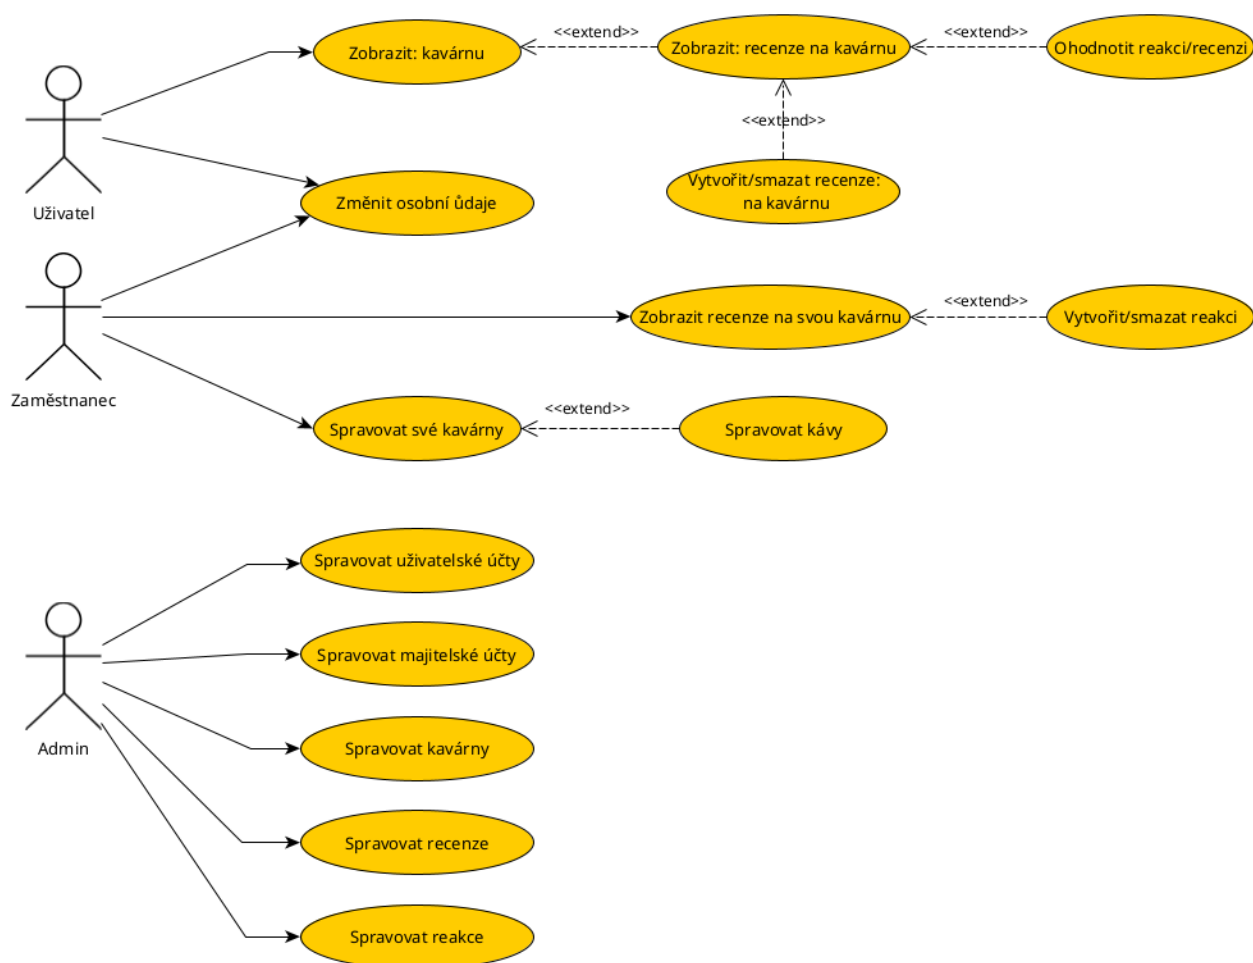 Zobrazit: kavárnu
<<extend>>
Zobrazit: recenze na kavárnu
<<extend>>
Ohodnotit reakci/recenzi
<<extend>>
Vytvořit/smazat recenze:
na kavárnu
Uživatel
Změnit osobní ůdaje
Zobrazit recenze na svou kavárnu
<<extend>>
Vytvořit/smazat reakci
Zaměstnanec
Spravovat své kavárny
<<extend>>
Spravovat kávy
Spravovat uživatelské účty
Spravovat majitelské účty
Admin
Spravovat kavárny
Spravovat recenze
Spravovat reakce